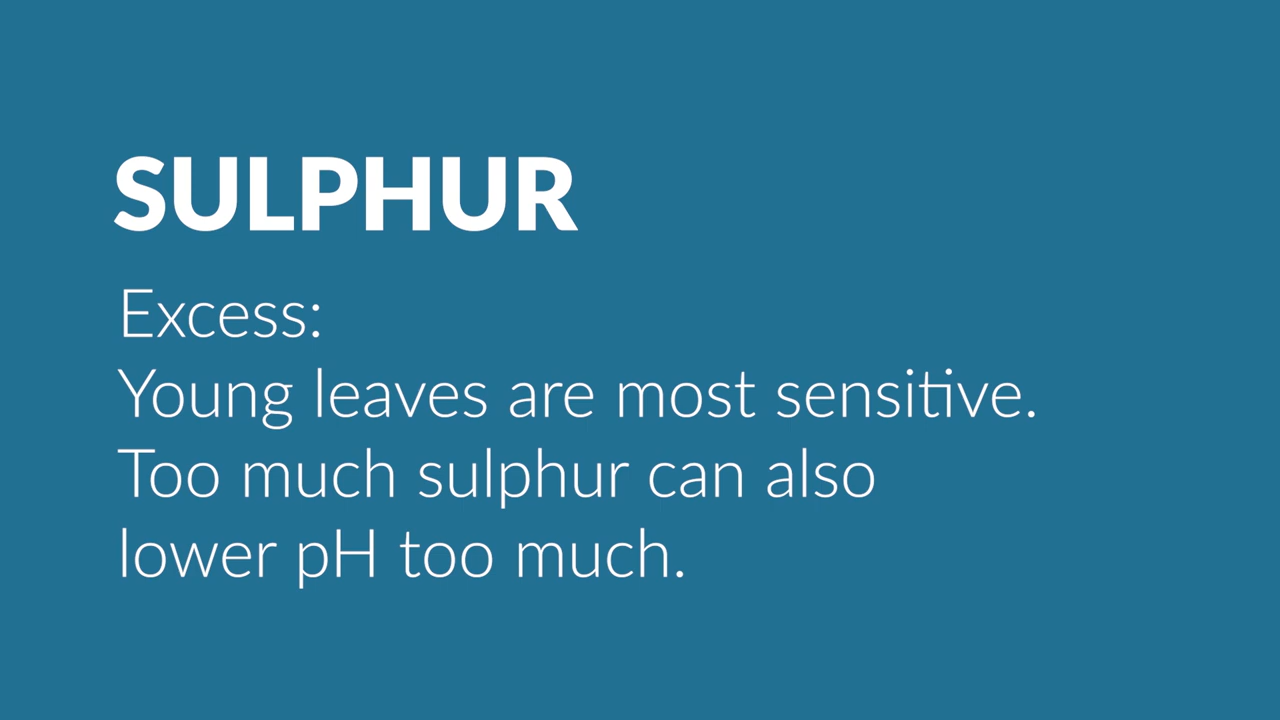 SULPHUR
Excess:
Young leaves are most sensitive.
Too much sulphur can also
lower pH too much.